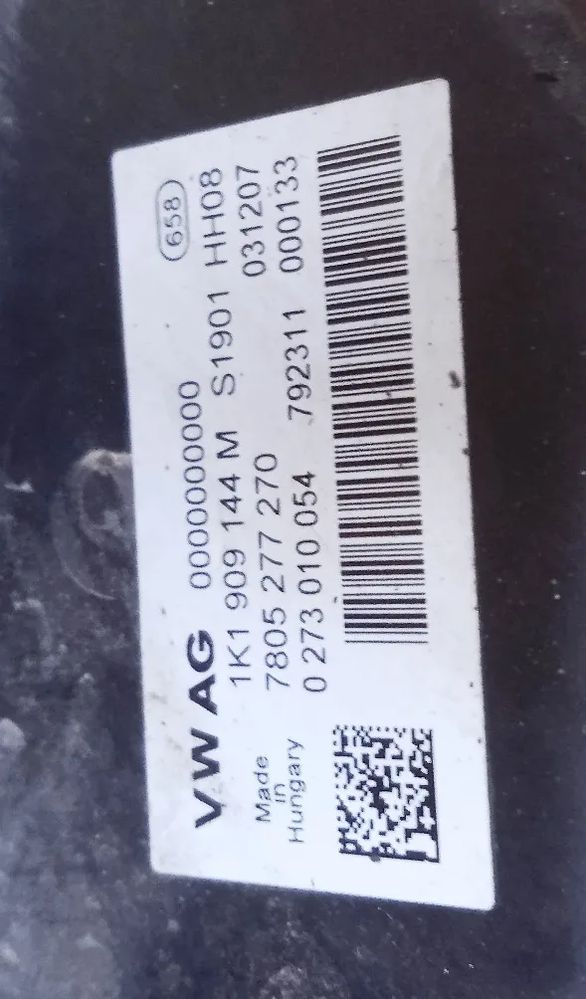 VW AG 0000000000 658
1K1 909 144 M S1901 HH08
Made in Hungary
7805 277 270 031207
0 273 010 054 792311 000133